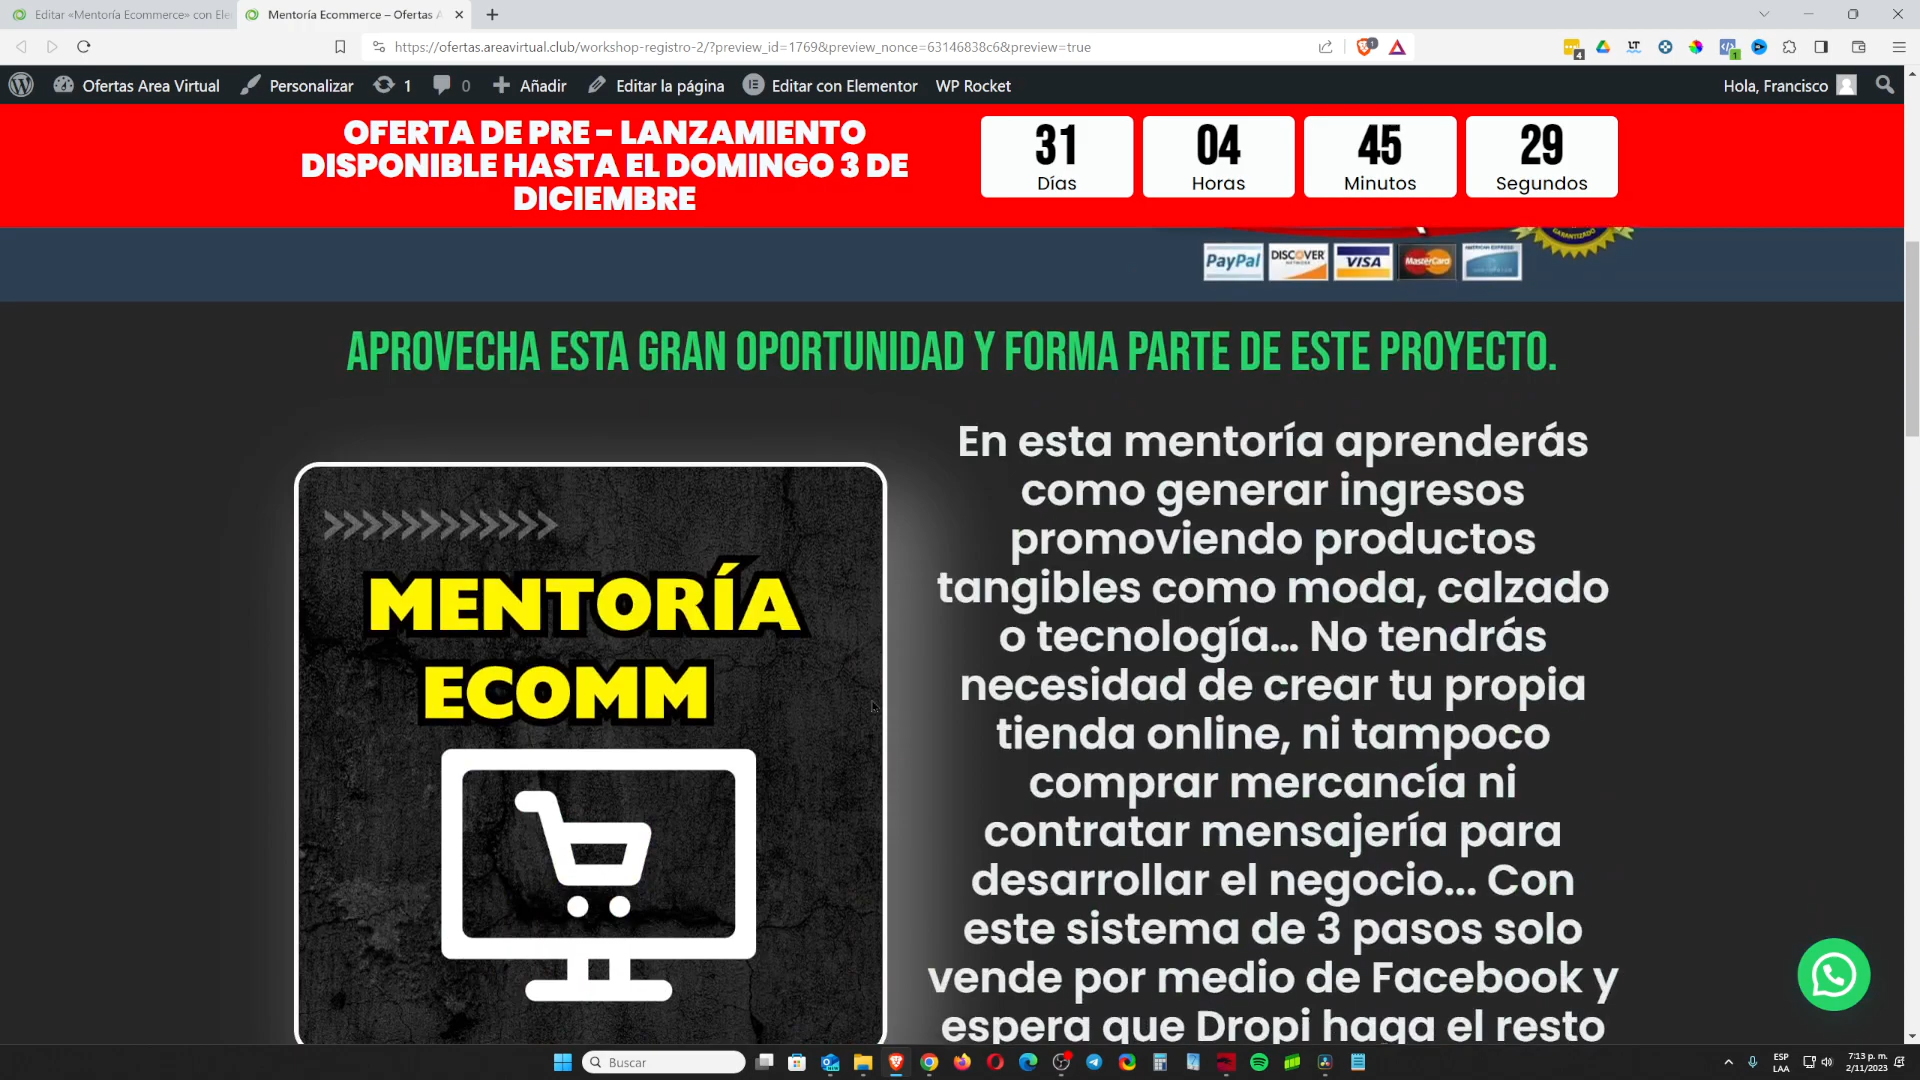 Editar «Mentoría Ecommerce» con Ele
Mentoría Ecommerce – Ofertas A
https://ofertas.areavirtual.club/workshop-registro-2/?preview_id=1769&preview_nonce=63146838c6&preview=true
Ofertas Area Virtual
Personalizar
1
0
Añadir
Editar la página
Editar con Elementor
WP Rocket
Hola, Francisco
OFERTA DE PRE – LANZAMIENTO
DISPONIBLE HASTA EL DOMINGO 3 DE
DICIEMBRE
31
Días
04
Horas
45
Minutos
29
Segundos
GARANTIZADO
PayPal
DISCOVER
VISA
MasterCard
AMERICAN EXPRESS
APROVECHA ESTA GRAN OPORTUNIDAD Y FORMA PARTE DE ESTE PROYECTO.
MENTORÍA
ECOMM
En esta mentoría aprenderás
como generar ingresos
promoviendo productos
tangibles como moda, calzado
o tecnología... No tendrás
necesidad de crear tu propia
tienda online, ni tampoco
comprar mercancía ni
contratar mensajería para
desarrollar el negocio... Con
este sistema de 3 pasos solo
vende por medio de Facebook y
espera que Dropi haga el resto
Buscar
ESP
LAA
7:13 p. m.
2/11/2023